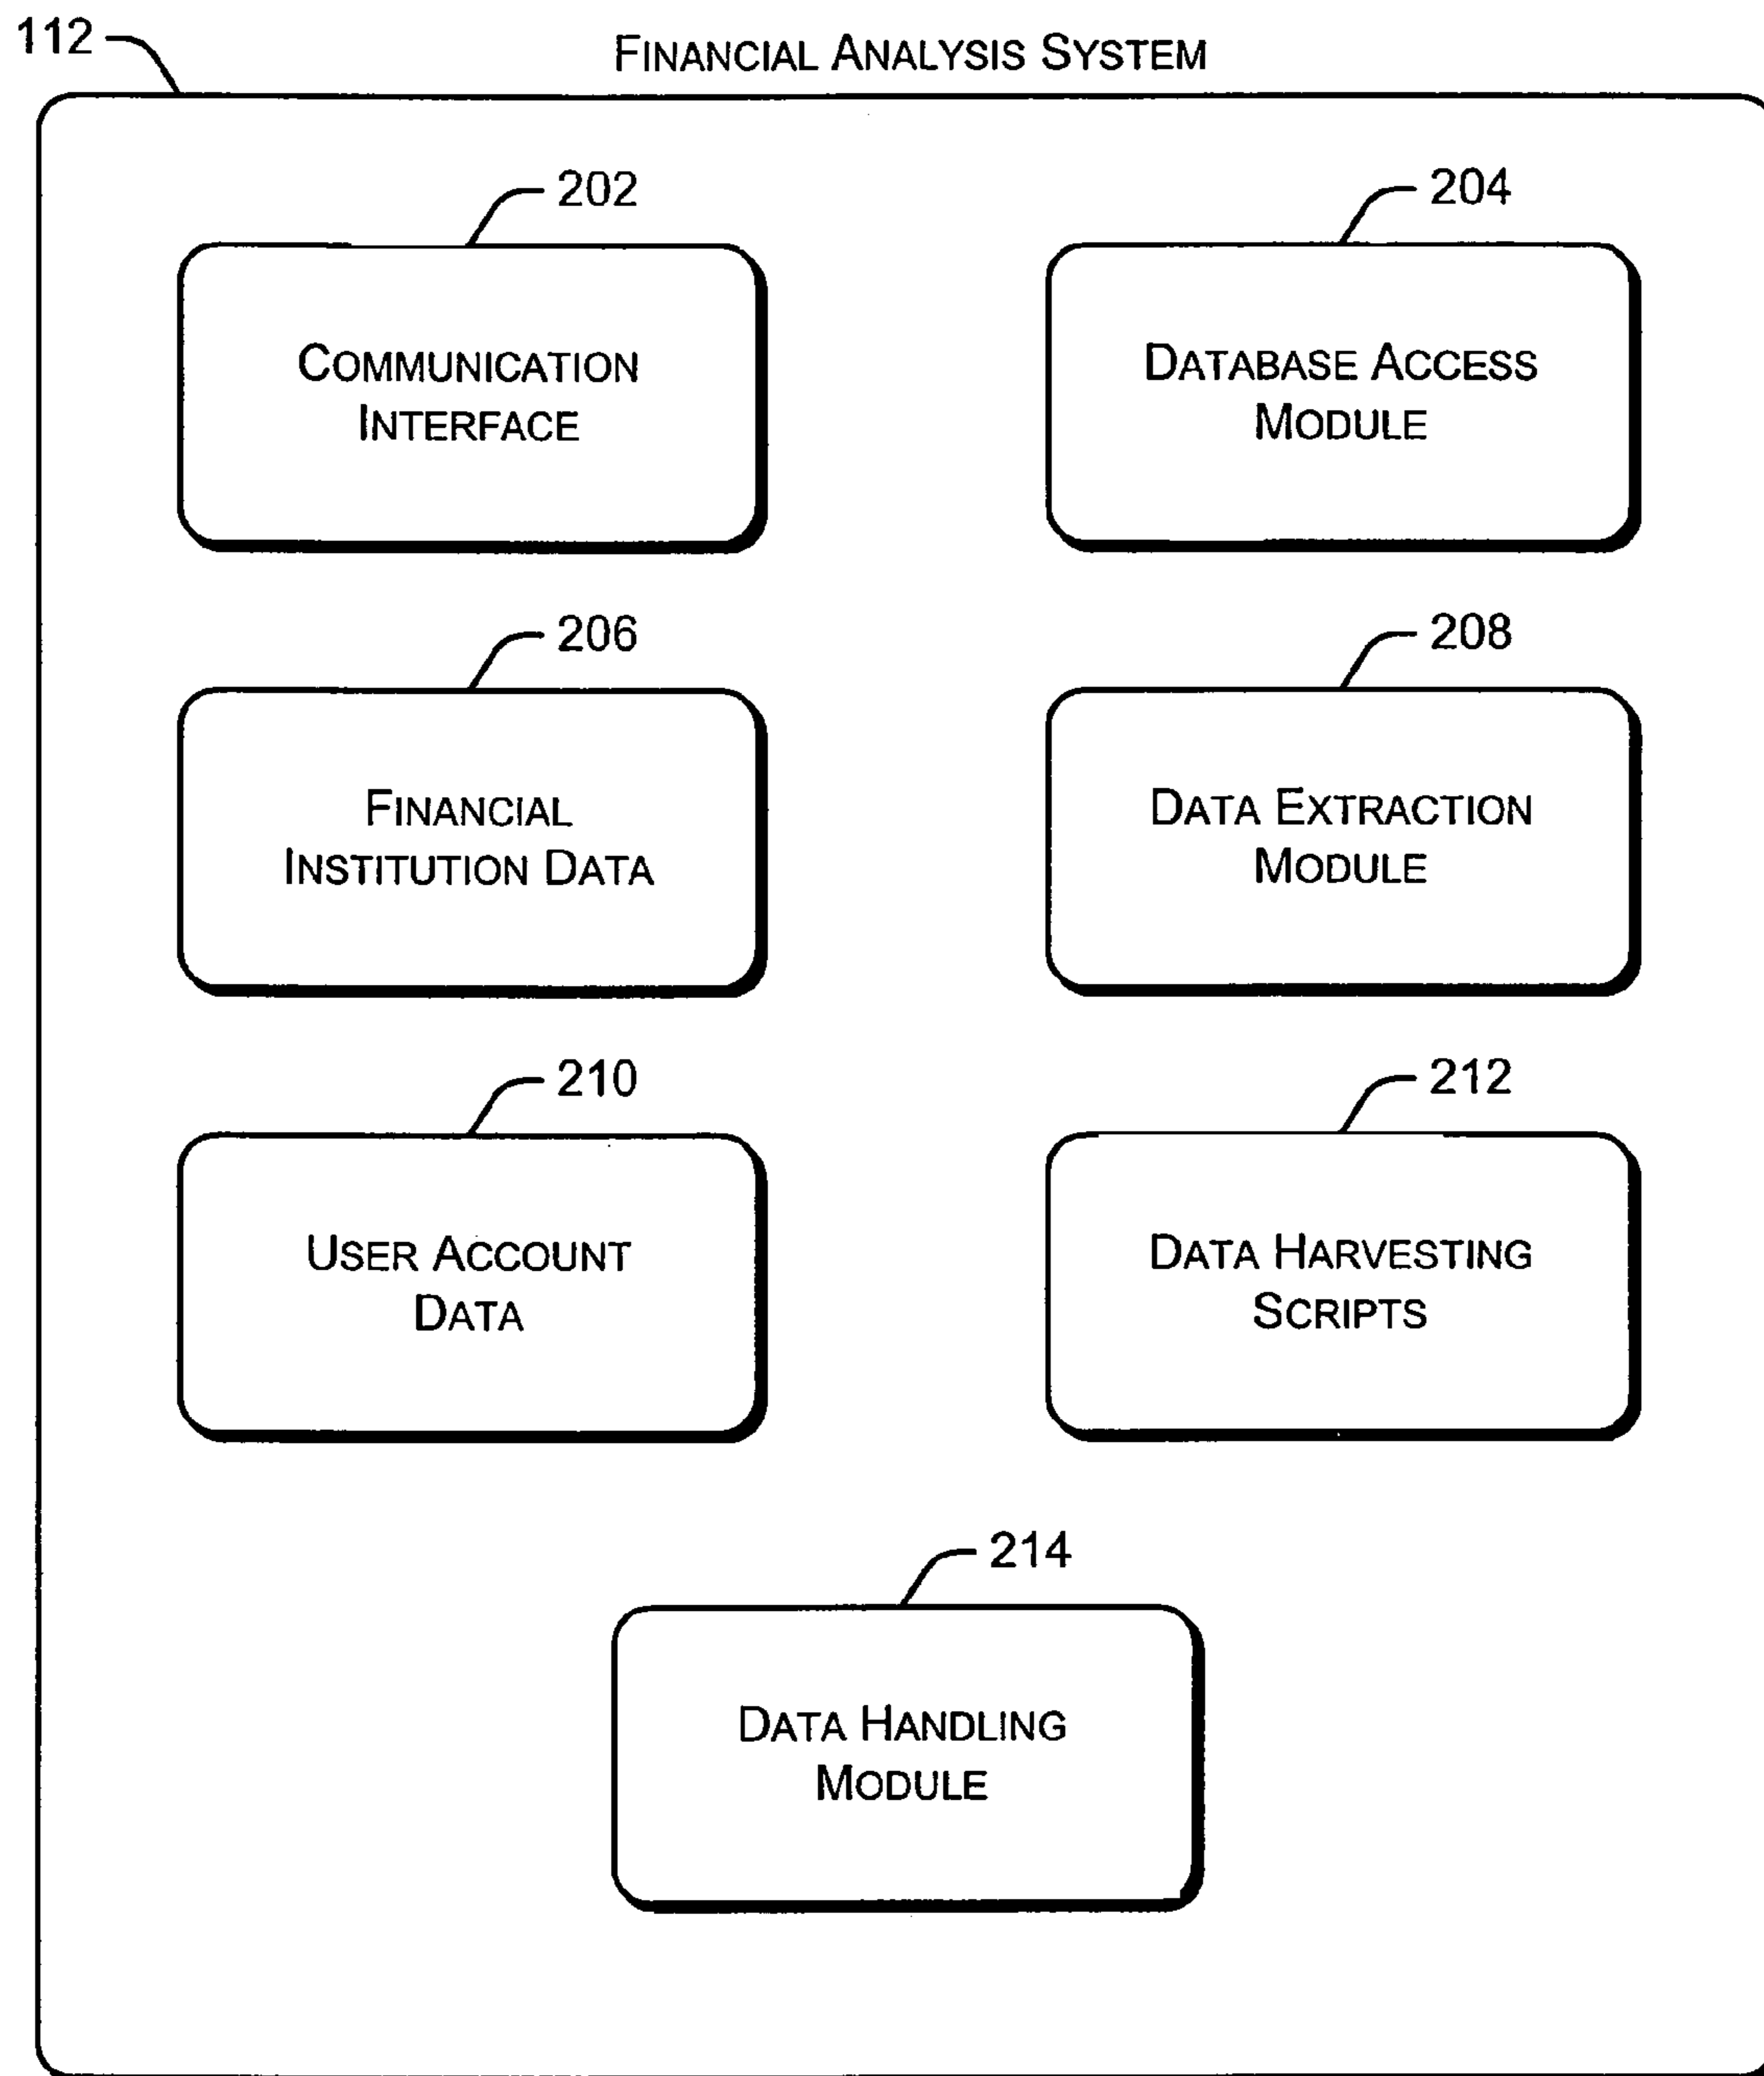 112
FINANCIAL ANALYSIS SYSTEM
202
204
COMMUNICATION
INTERFACE
DATABASE ACCESS
MODULE
206
208
FINANCIAL
INSTITUTION DATA
DATA EXTRACTION
MODULE
210
212
USER ACCOUNT
DATA
DATA HARVESTING
SCRIPTS
214
DATA HANDLING
MODULE